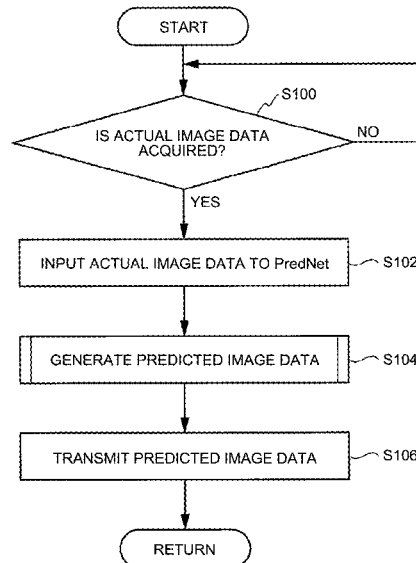 START
S100
IS ACTUAL IMAGE DATA
ACQUIRED?
NO
YES
INPUT ACTUAL IMAGE DATA TO PredNet
S102
GENERATE PREDICTED IMAGE DATA
S104
TRANSMIT PREDICTED IMAGE DATA
S106
RETURN